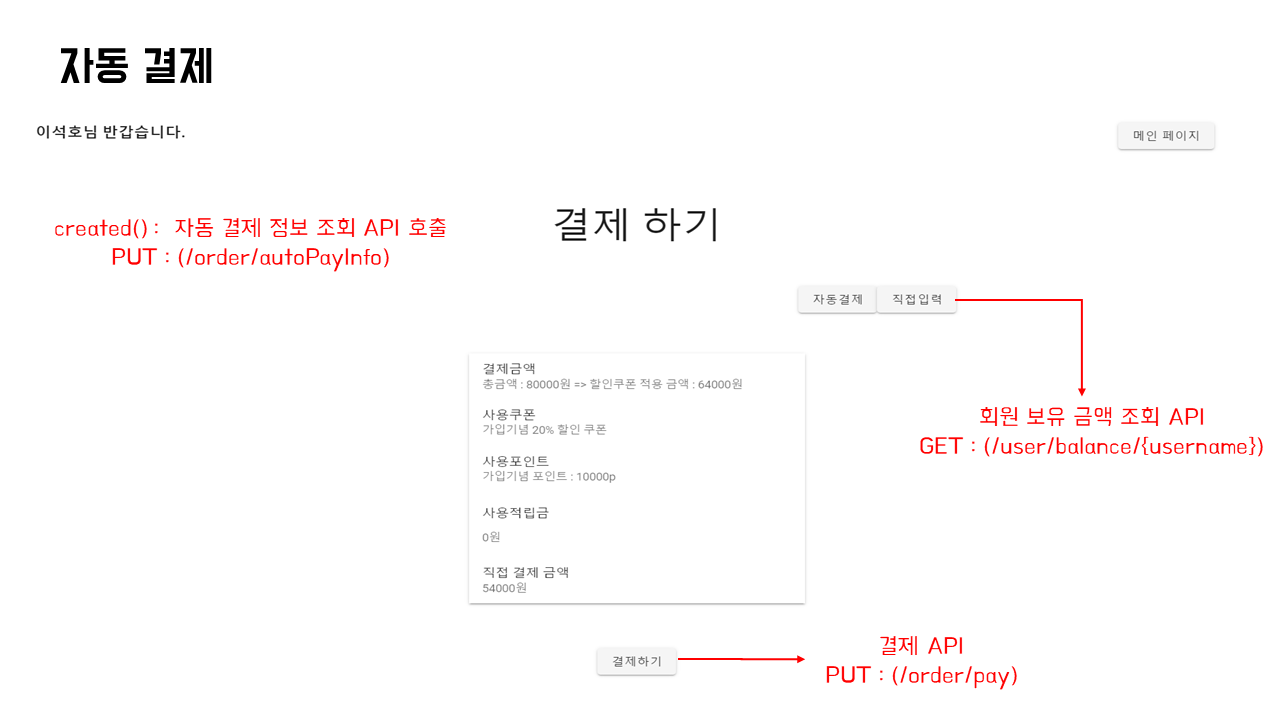 자동 결제
이석호님 반갑습니다.
메인 페이지
created() : 자동 결제 정보 조회 API 호출
PUT : (/order/autoPayInfo)
결제 하기
자동결제
직접입력
결제금액
총금액 : 80000원 => 할인쿠폰 적용 금액 : 64000원
사용쿠폰
가입기념 20% 할인 쿠폰
사용포인트
가입기념 포인트 : 10000p
사용적립금
0원
직접 결제 금액
54000원
회원 보유 금액 조회 API
GET : (/user/balance/{username})
결제하기
결제 API
PUT : (/order/pay)